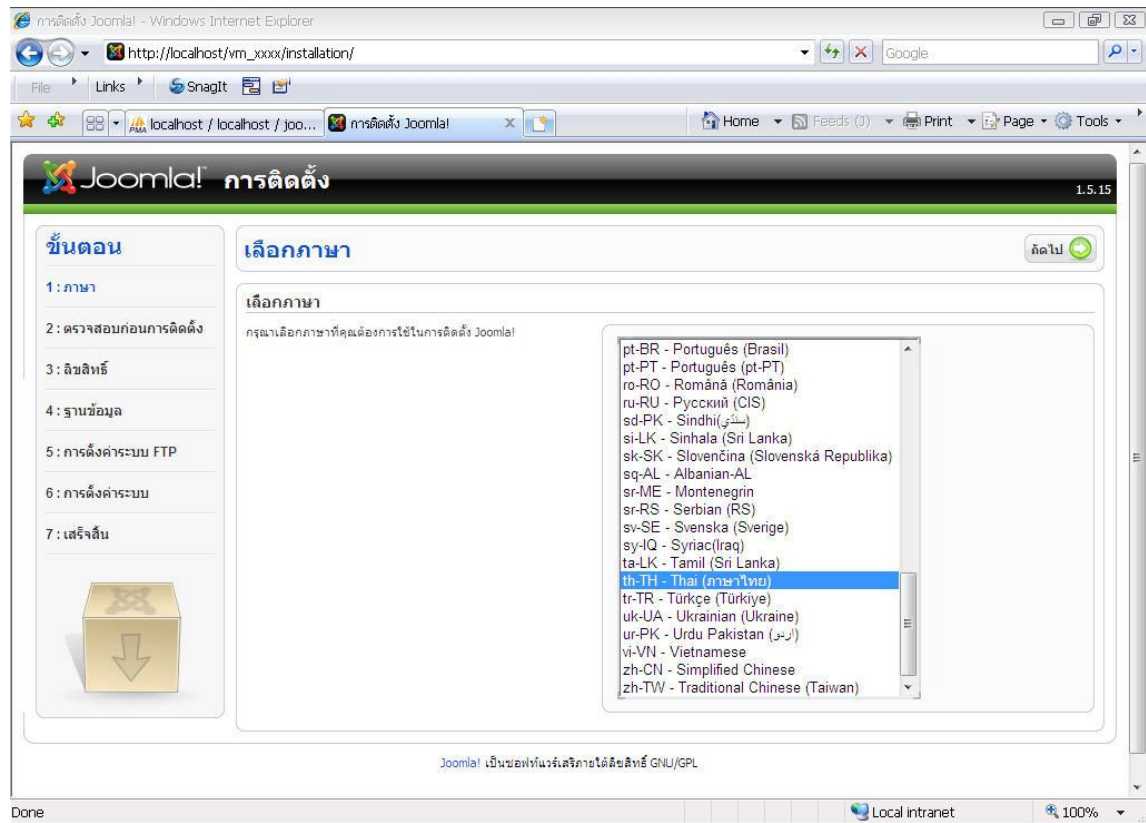 การติดตั้ง Joomla! - Windows Internet Explorer
http://localhost/vm_xxxx/installation/
Google
File Links SnagIt
PMA localhost / localhost / joo... การติดตั้ง Joomla! Home Feeds (J) Print Page Tools
Joomla! การติดตั้ง
1.5.15
ขั้นตอน
1 : ภาษา
2 : ตรวจสอบก่อนการติดตั้ง
3 : ลิขสิทธิ์
4 : ฐานข้อมูล
5 : การตั้งค่าระบบ FTP
6 : การตั้งค่าระบบ
7 : เสร็จสิ้น
เลือกภาษา
ถัดไป
เลือกภาษา
กรุณาเลือกภาษาที่คุณต้องการใช้ในการติดตั้ง Joomla!
pt-BR - Português (Brasil)
pt-PT - Português (pt-PT)
ro-RO - Română (România)
ru-RU - Русский (CIS)
sd-PK - Sindhi(سنڌي)
si-LK - Sinhala (Sri Lanka)
sk-SK - Slovenčina (Slovenská Republika)
sq-AL - Albanian-AL
sr-ME - Montenegrin
sr-RS - Serbian (RS)
sv-SE - Svenska (Sverige)
sy-IQ - Syriac(Iraq)
ta-LK - Tamil (Sri Lanka)
th-TH - Thai (ภาษาไทย)
tr-TR - Türkçe (Türkiye)
uk-UA - Ukrainian (Ukraine)
ur-PK - Urdu Pakistan (اردو)
vi-VN - Vietnamese
zh-CN - Simplified Chinese
zh-TW - Traditional Chinese (Taiwan)
Joomla! เป็นซอฟท์แวร์เสรีภายใต้ลิขสิทธิ์ GNU/GPL
Done
Local intranet
100%